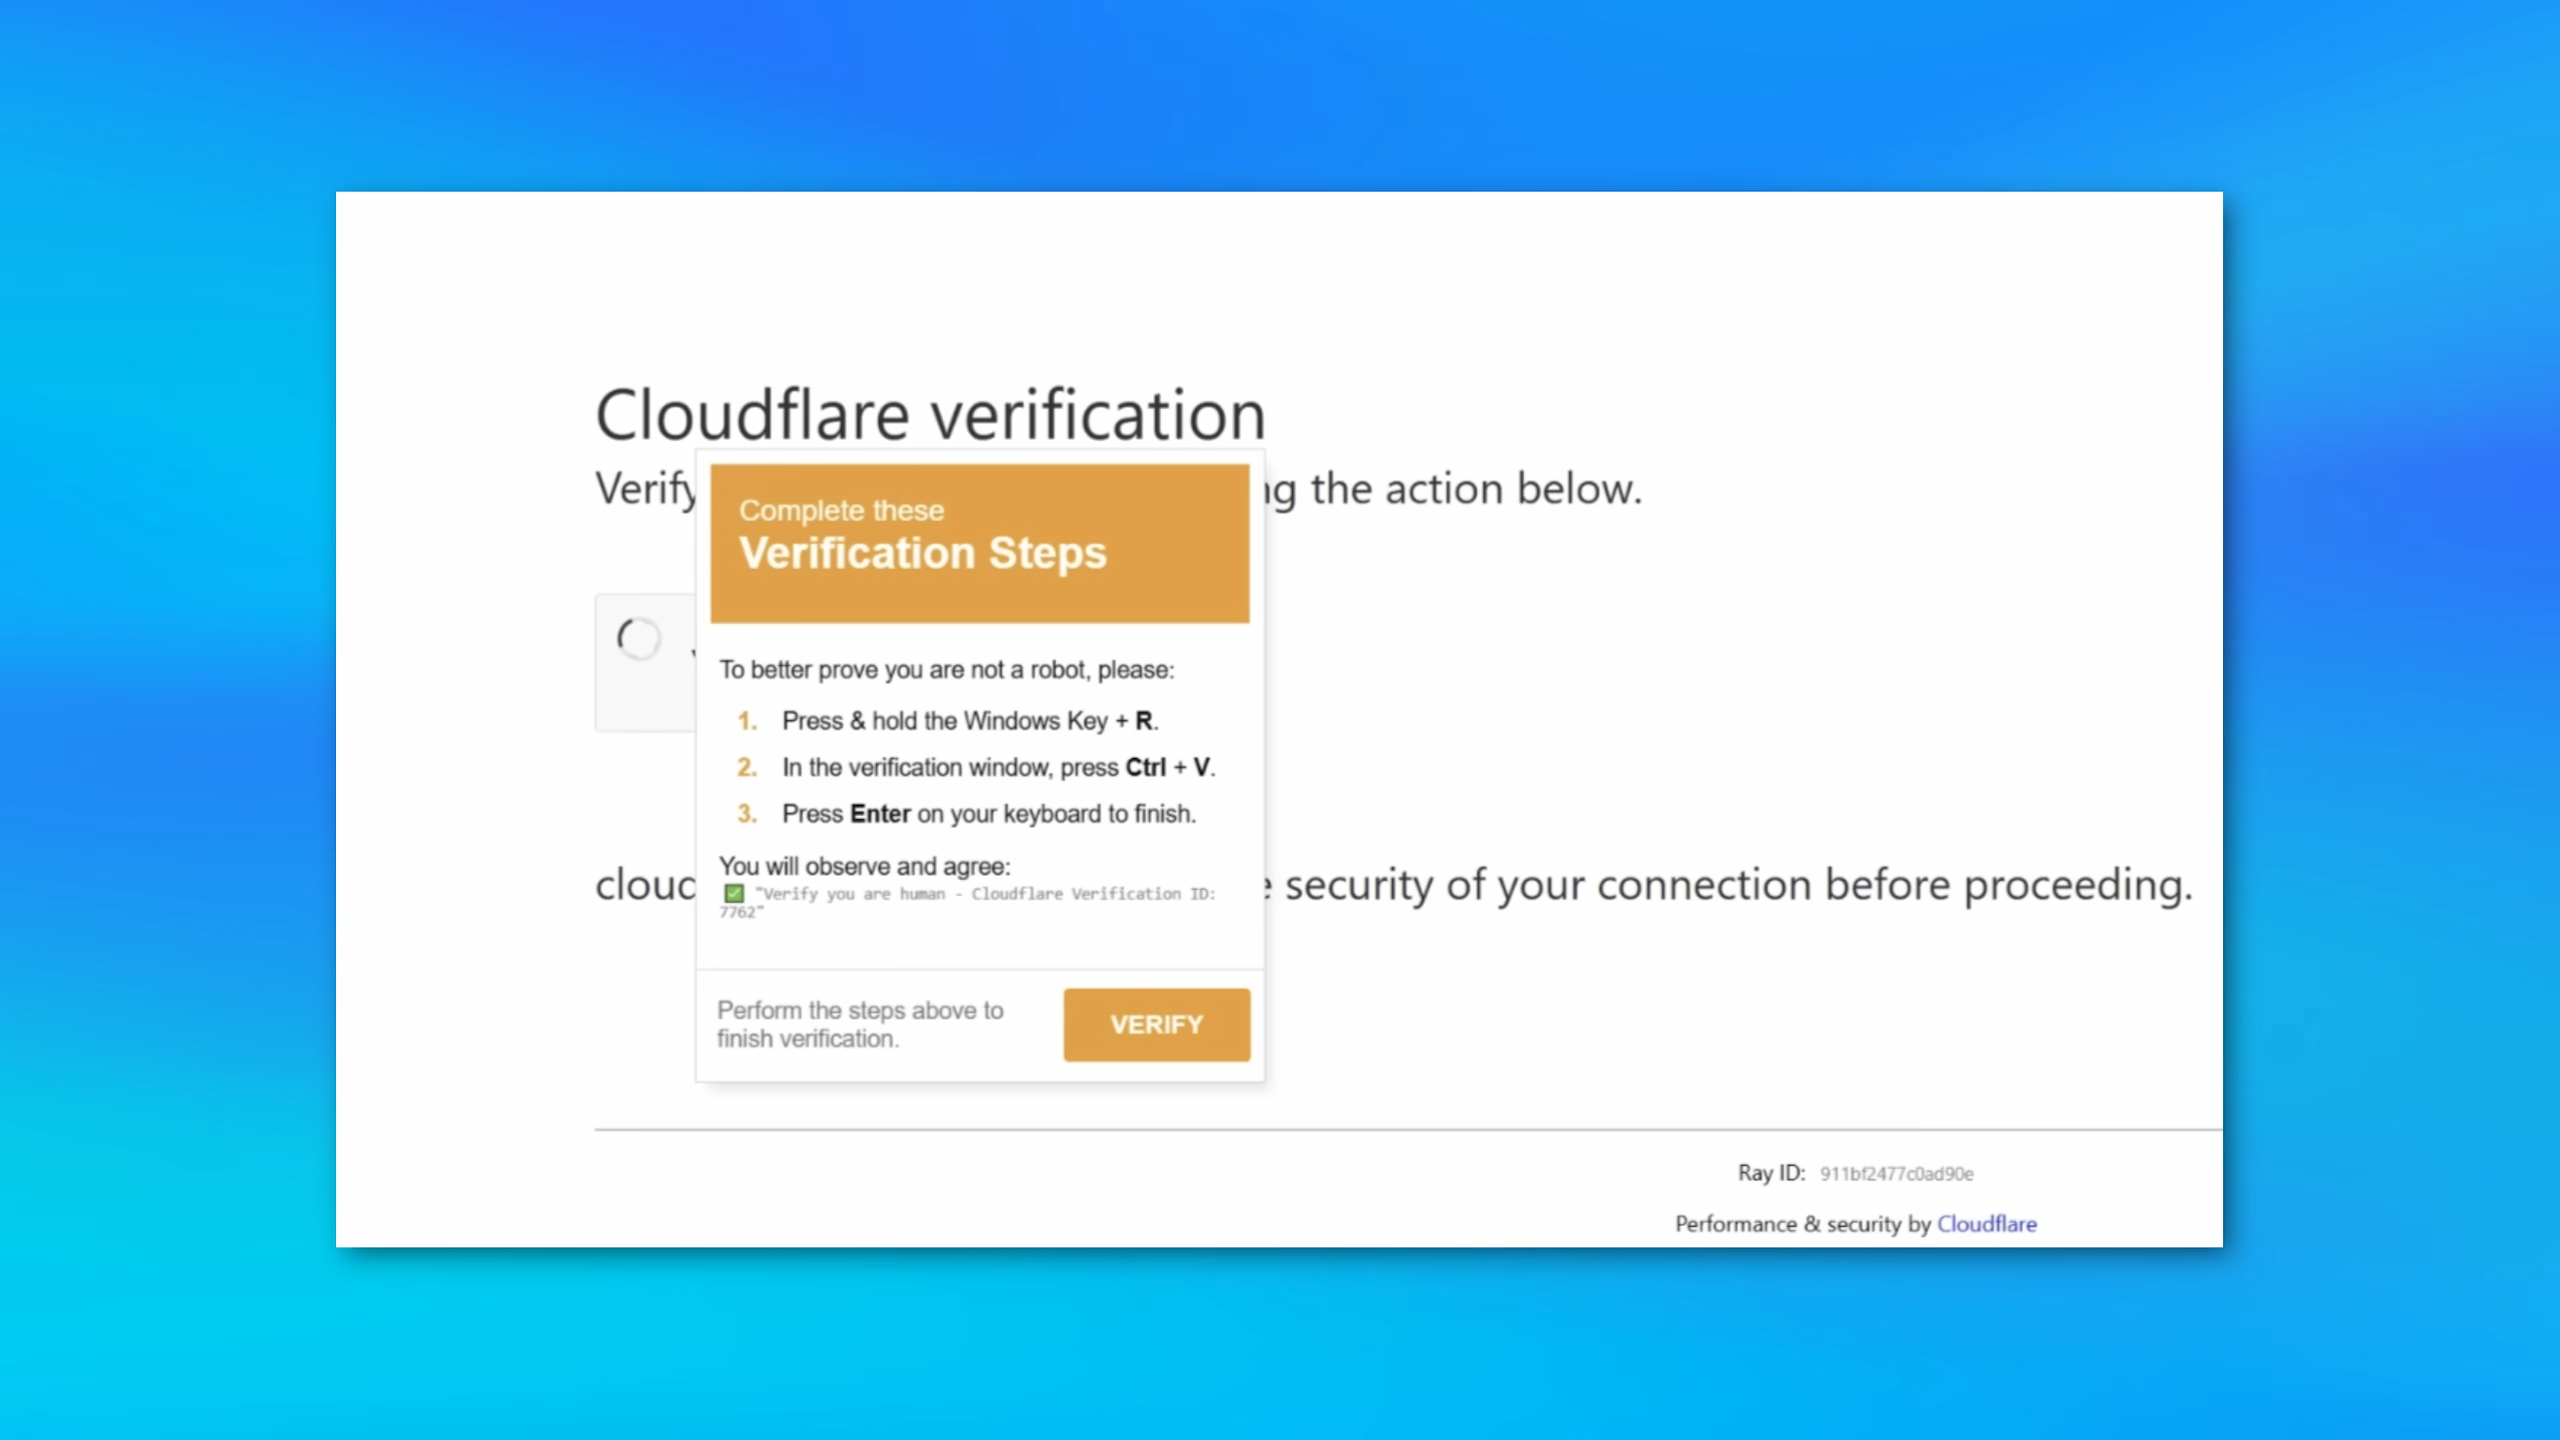 Cloudflare verification
Verify
ng the action below.
Complete these
Verification Steps
To better prove you are not a robot, please:
1. Press & hold the Windows Key + R.
2. In the verification window, press Ctrl + V.
3. Press Enter on your keyboard to finish.
You will observe and agree:
✅ "Verify you are human - Cloudflare Verification ID:
7762"
cloud
e security of your connection before proceeding.
Perform the steps above to
finish verification.
VERIFY
Ray ID: 911bf2477c0ad90e
Performance & security by Cloudflare